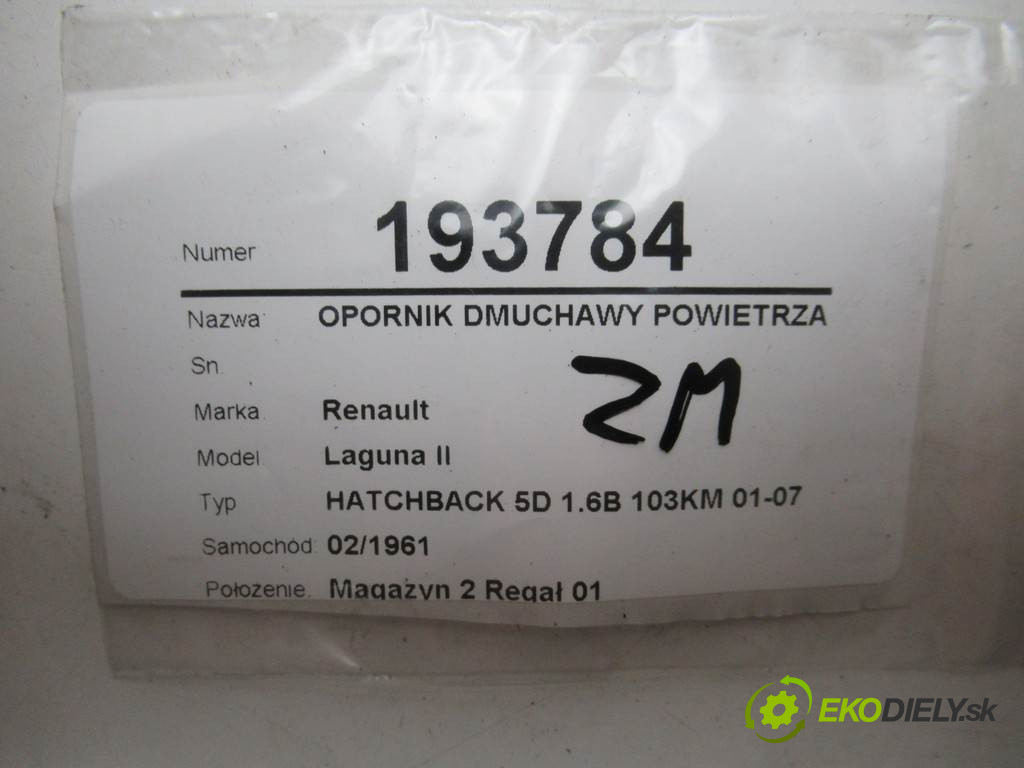 Numer 193784
Nazwa OPORNIK DMUCHAWY POWIETRZA
Sn.
ZM
Marka Renault
Model Laguna II
Typ HATCHBACK 5D 1.6B 103KM 01-07
Samochód: 02/1961
Położenie. Magazyn 2 Regał 01
EKODIELY.sk